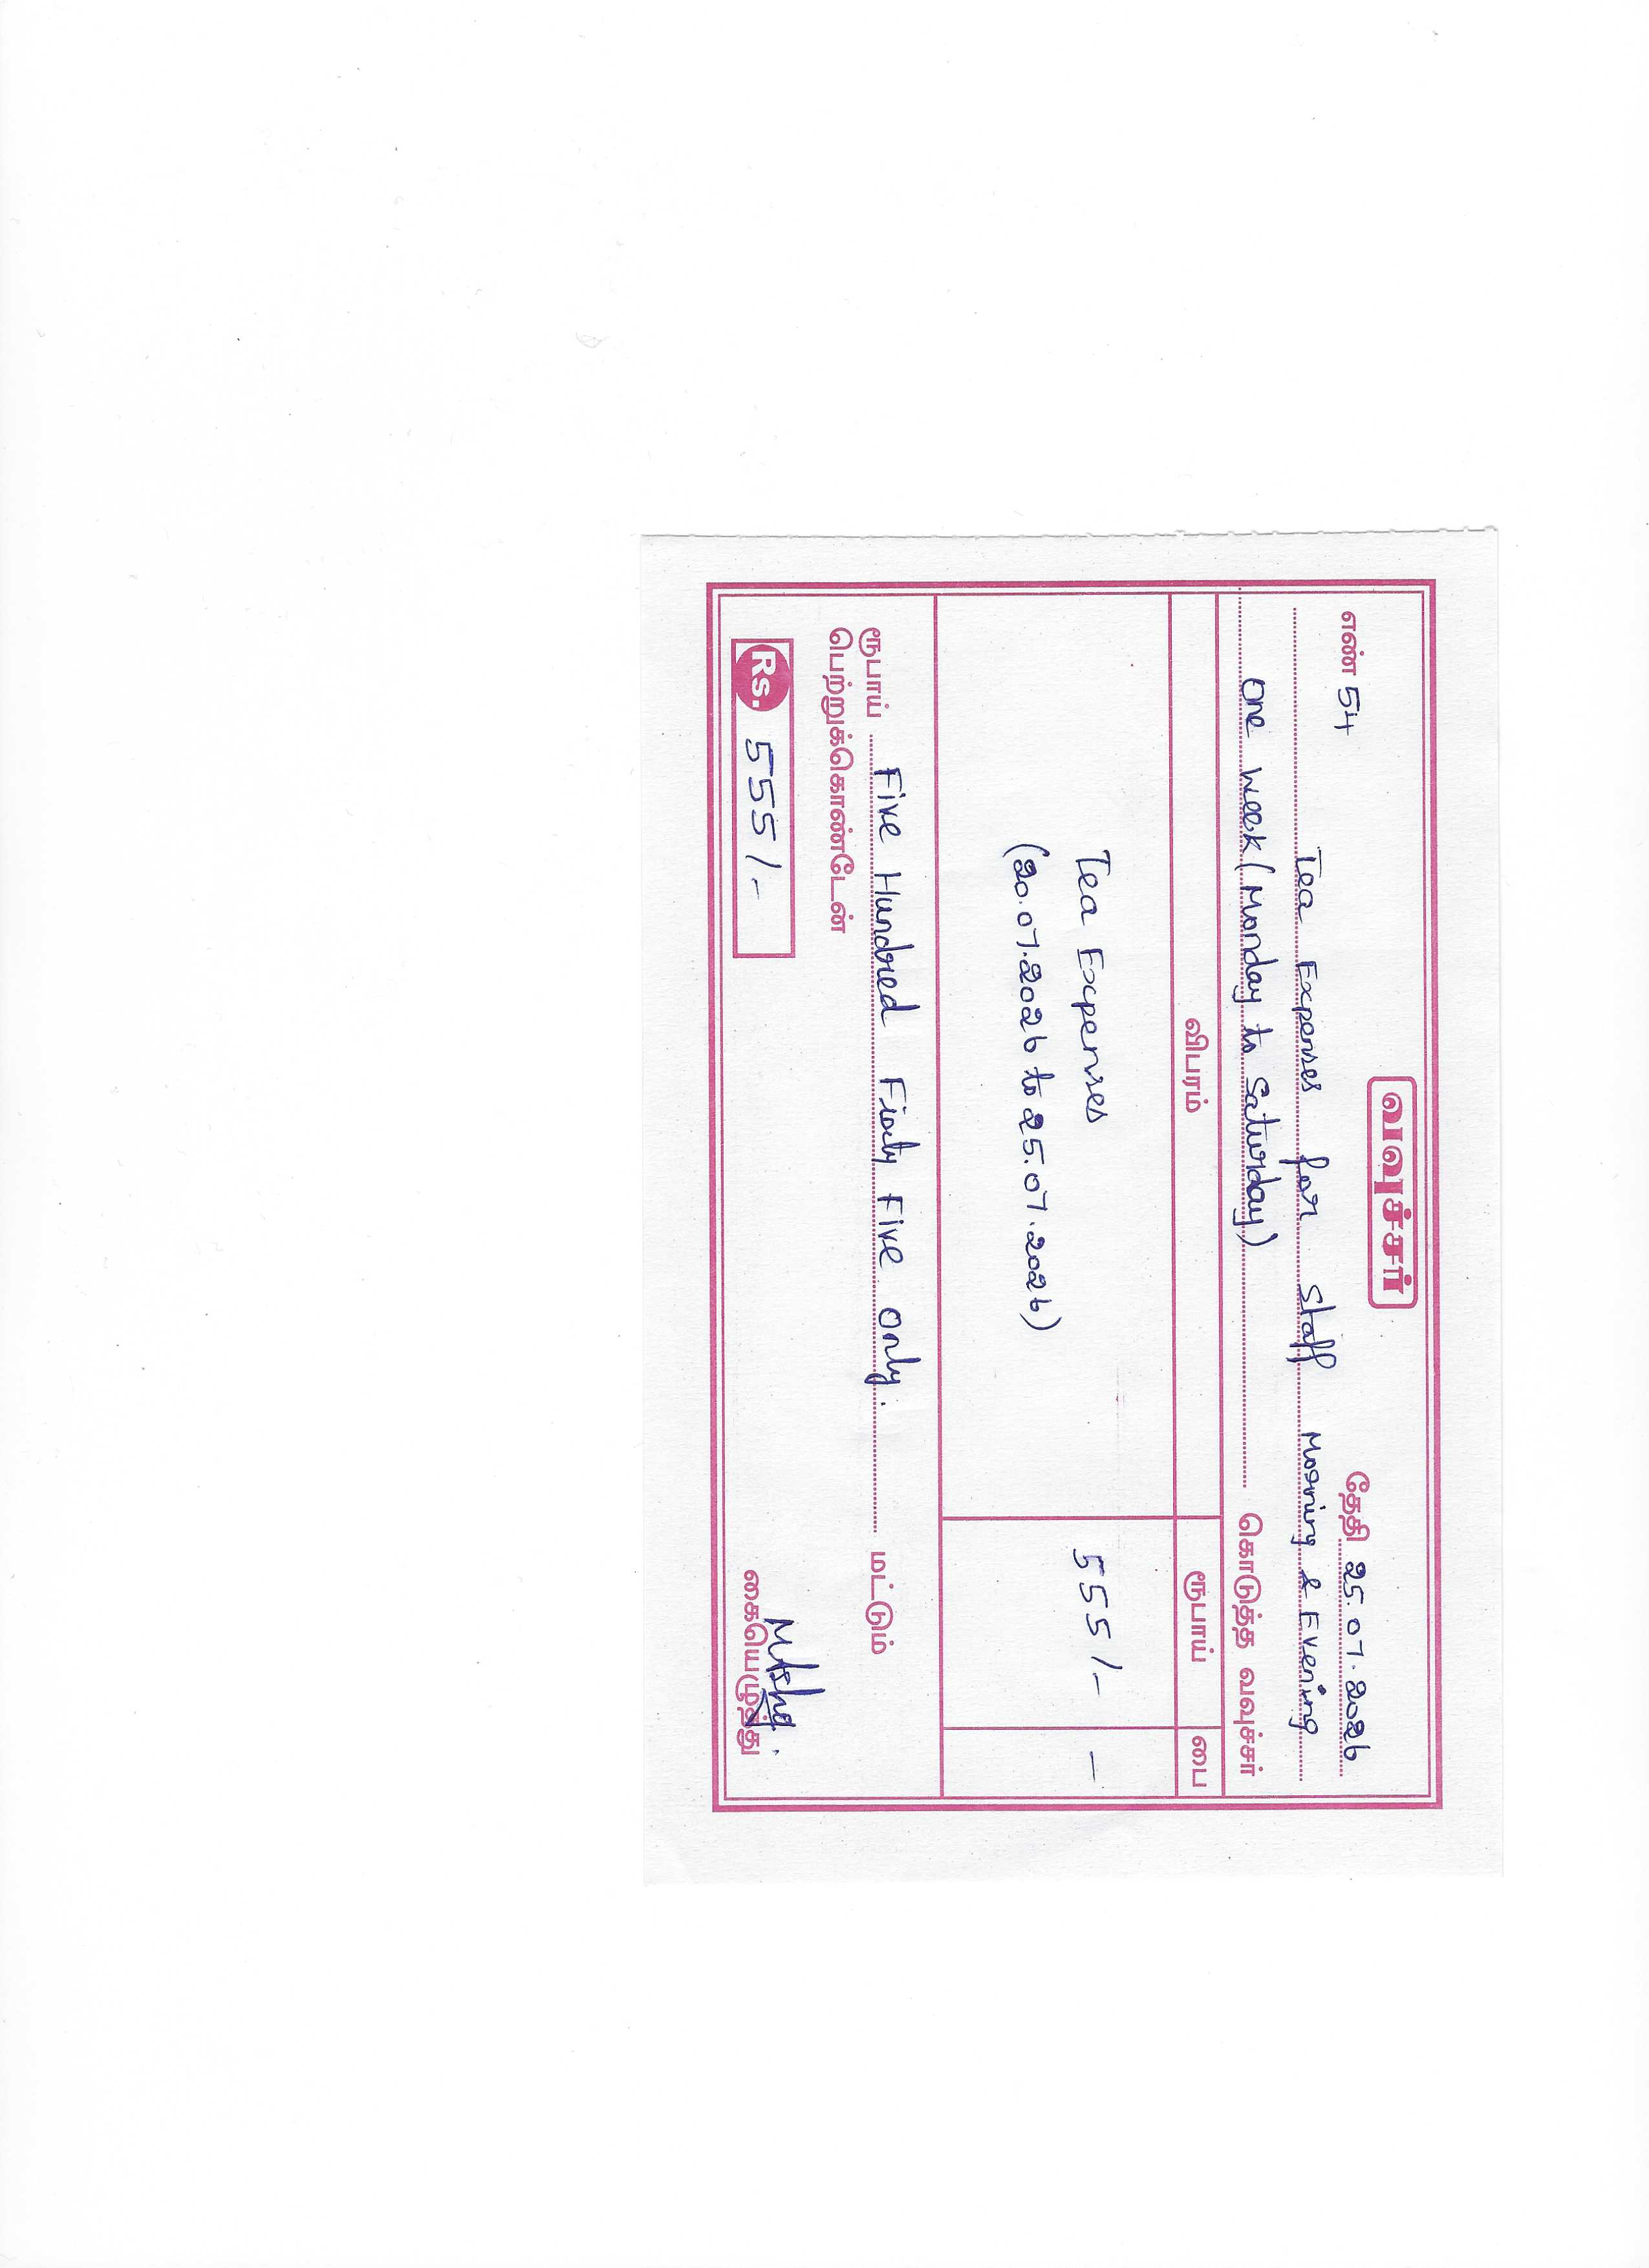 வவுச்சர்
எண் 54 தேதி 25.07.2026
Tea Expenses for staff Morning & Evening
One week (Monday to Saturday) கொடுத்த வவுச்சர்
விபரம் ரூபாய் பை
Tea Expenses 555/- —
(20.07.2026 to 25.07.2026)
ரூபாய் Five Hundred Fifty Five only. மட்டும்
பெற்றுக்கொண்டேன்
Rs. 555/-
கையெழுத்து